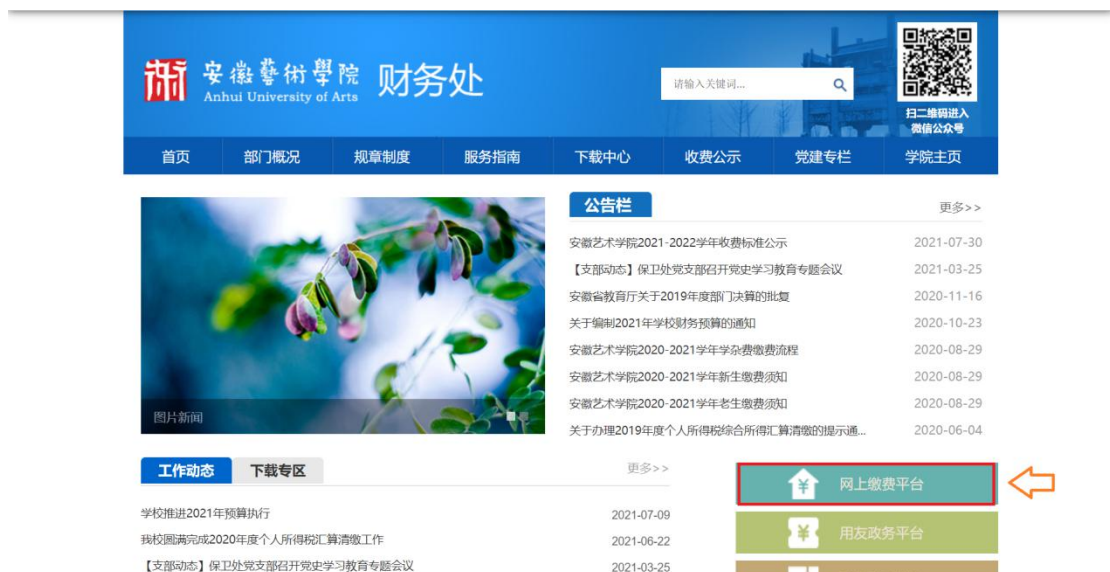 安徽藝術學院 财务处
Anhui University of Arts
请输入关键词...
扫二维码进入
微信公众号
首页 部门概况 规章制度 服务指南 下载中心 收费公示 党建专栏 学院主页
公告栏 更多>>
安徽艺术学院2021-2022学年收费标准公示 2021-07-30
【支部动态】保卫处党支部召开党史学习教育专题会议 2021-03-25
安徽省教育厅关于2019年度部门决算的批复 2020-11-16
关于编制2021年学校财务预算的通知 2020-10-23
安徽艺术学院2020-2021学年学杂费缴费流程 2020-08-29
安徽艺术学院2020-2021学年新生缴费须知 2020-08-29
安徽艺术学院2020-2021学年老生缴费须知 2020-08-29
关于办理2019年度个人所得税综合所得汇算清缴的提示通... 2020-06-04
图片新闻
工作动态 下载专区 更多>>
学校推进2021年预算执行 2021-07-09
我校圆满完成2020年度个人所得税汇算清缴工作 2021-06-22
【支部动态】保卫处党支部召开党史学习教育专题会议 2021-03-25
¥ 网上缴费平台
¥ 用友政务平台